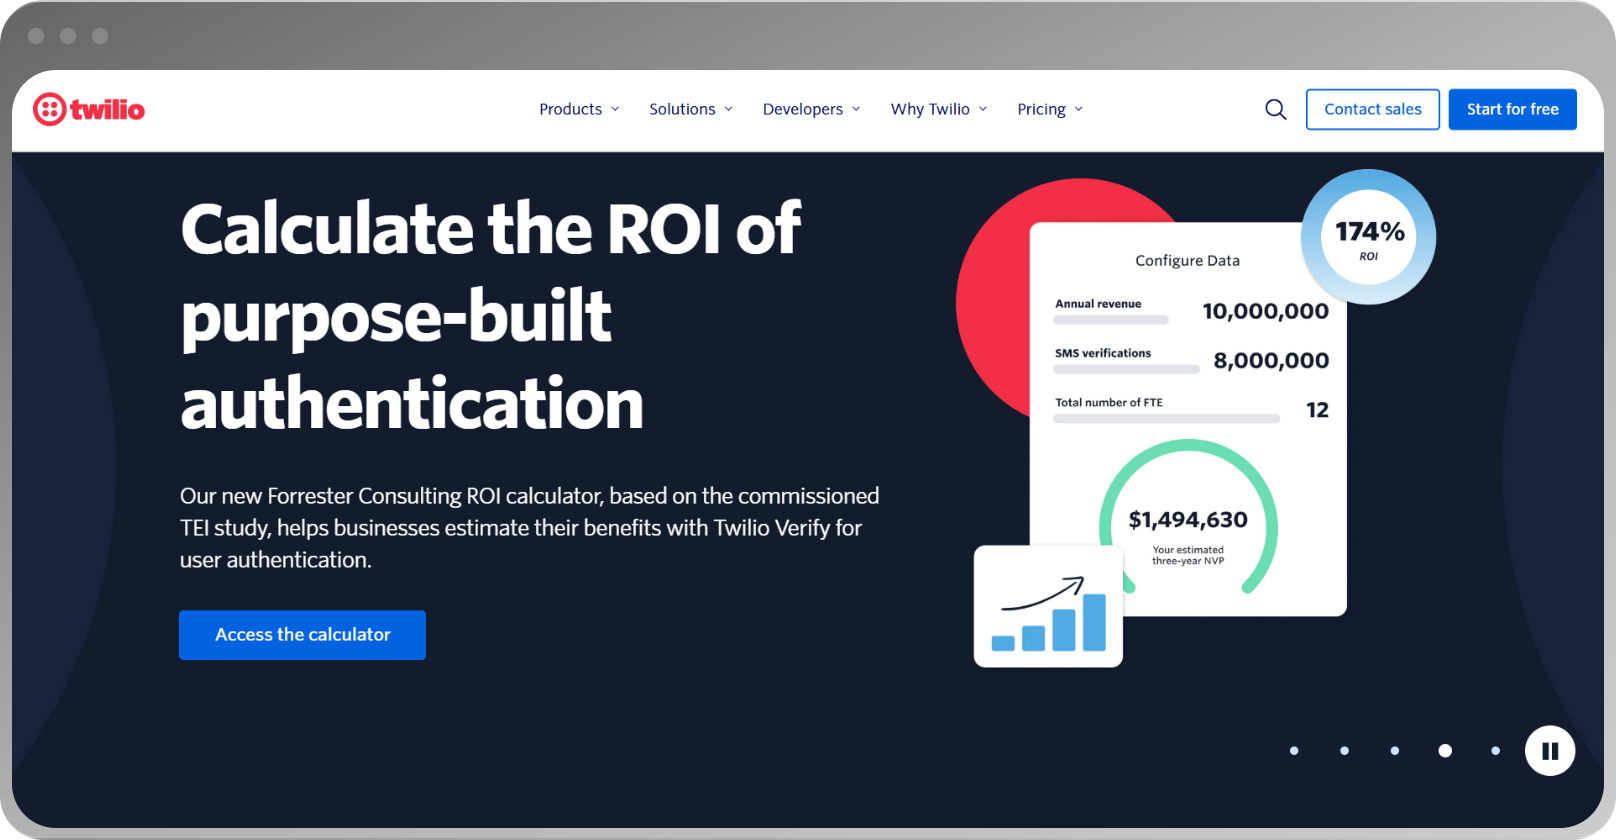 twilio
Products
Solutions
Developers
Why Twilio
Pricing
Contact sales
Start for free
Calculate the ROI of
purpose-built
authentication
Our new Forrester Consulting ROI calculator, based on the commissioned
TEI study, helps businesses estimate their benefits with Twilio Verify for
user authentication.
Access the calculator
174%
ROI
Configure Data
Annual revenue 10,000,000
SMS verifications 8,000,000
Total number of FTE 12
$1,494,630
Your estimated
three-year NVP